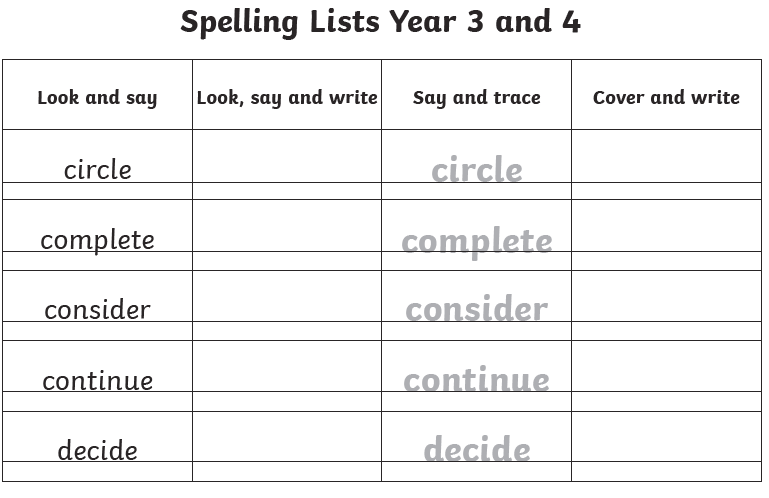 Spelling Lists Year 3 and 4
Look and say Look, say and write Say and trace Cover and write
circle circle
complete complete
consider consider
continue continue
decide decide